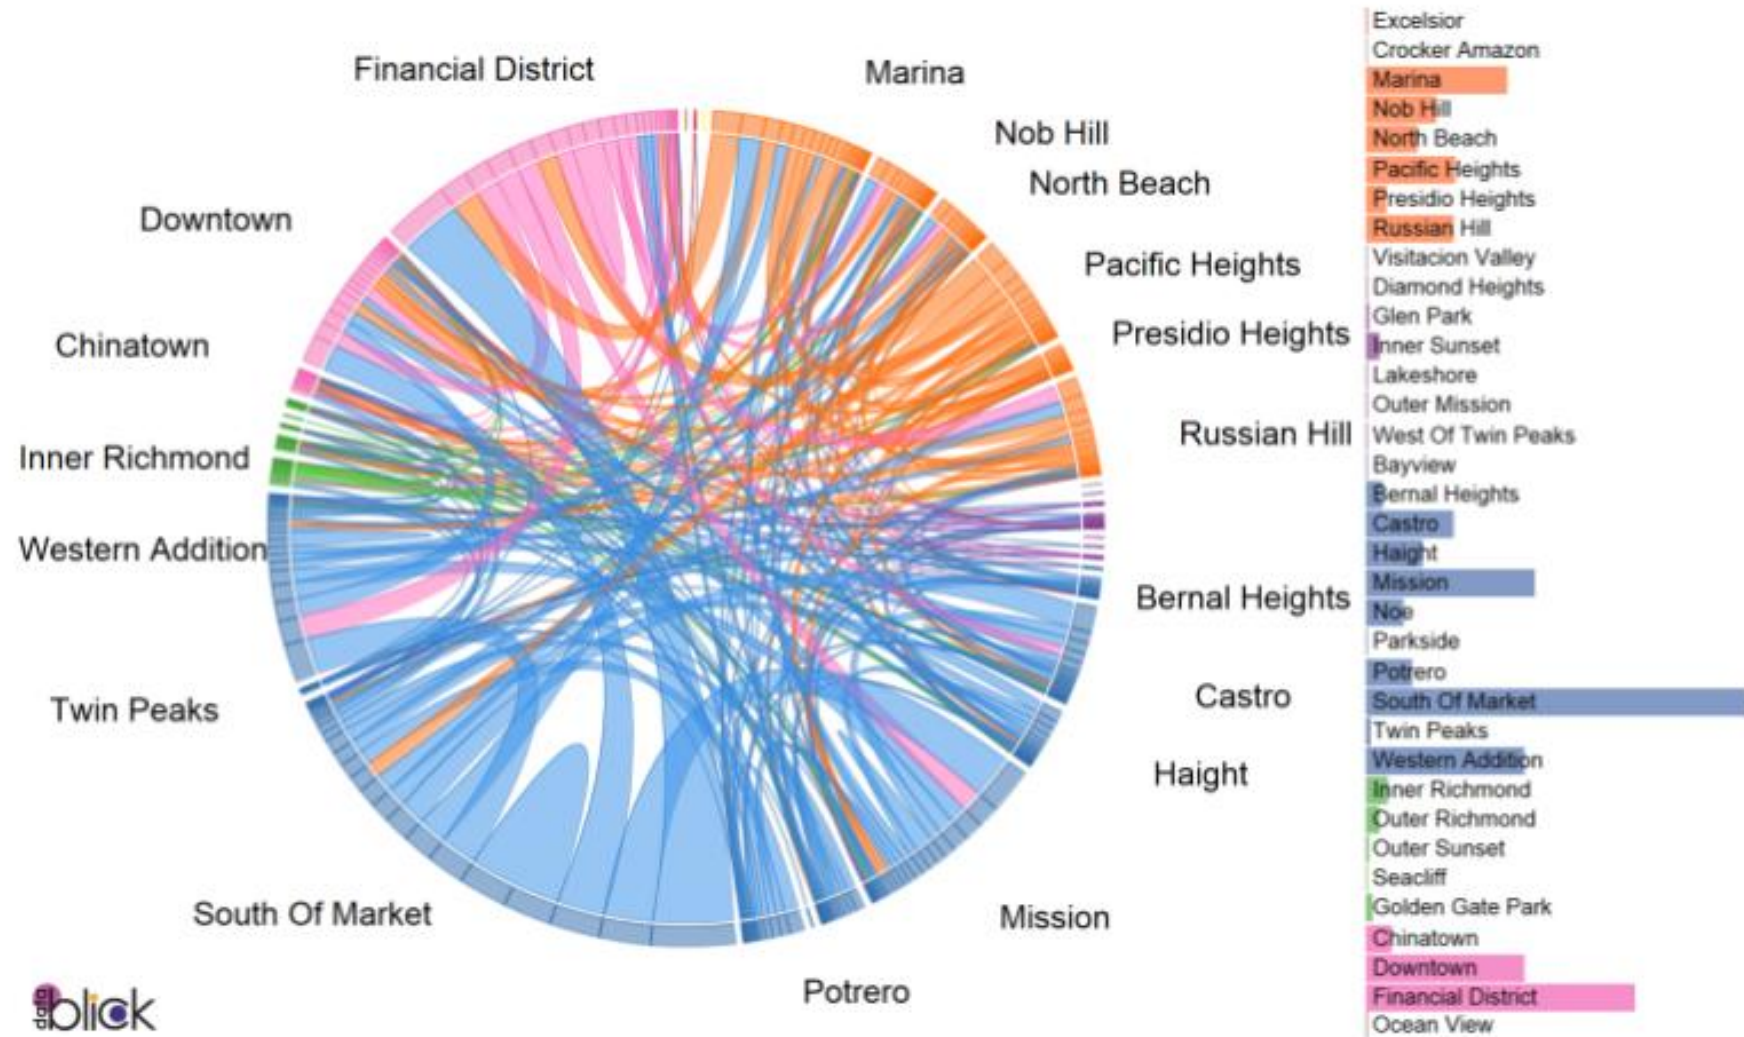 Financial District
Marina
Nob Hill
North Beach
Downtown
Pacific Heights
Presidio Heights
Chinatown
Russian Hill
Inner Richmond
Western Addition
Bernal Heights
Twin Peaks
Castro
Haight
South Of Market
Mission
Potrero
data
blick
Excelsior
Crocker Amazon
Marina
Nob Hill
North Beach
Pacific Heights
Presidio Heights
Russian Hill
Visitacion Valley
Diamond Heights
Glen Park
Inner Sunset
Lakeshore
Outer Mission
West Of Twin Peaks
Bayview
Bernal Heights
Castro
Haight
Mission
Noe
Parkside
Potrero
South Of Market
Twin Peaks
Western Addition
Inner Richmond
Outer Richmond
Outer Sunset
Seacliff
Golden Gate Park
Chinatown
Downtown
Financial District
Ocean View